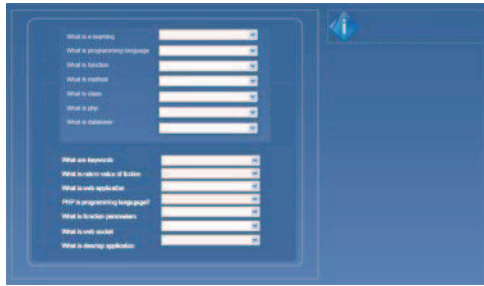 What is e-learning
What is programming language
What is function
What is method
What is class
What is php
What is database
What are keywords
What is return value of
What is web application
PHP is programming language?
What is function parameters
What is web socket
What is desctop application